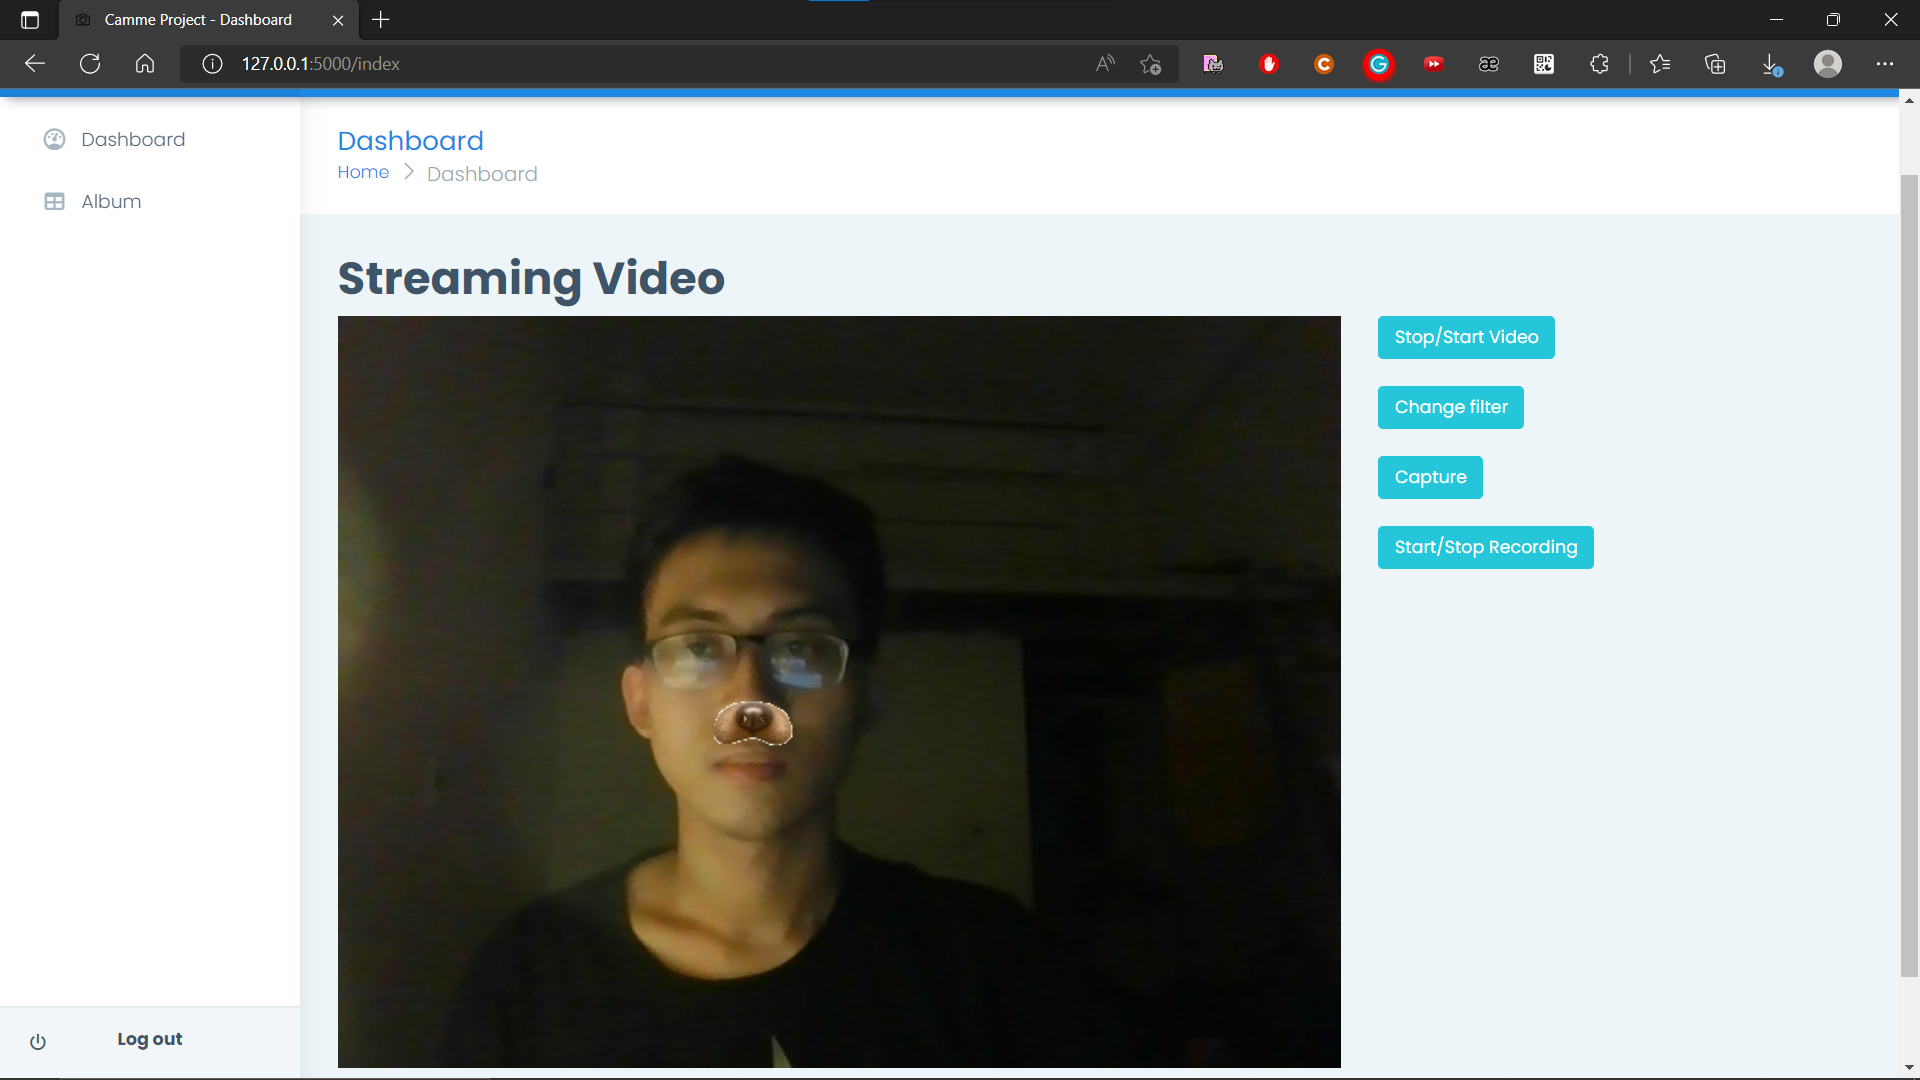 Camme Project - Dashboard
127.0.0.1:5000/index
Dashboard
Album
Dashboard
Home > Dashboard
Streaming Video
Stop/Start Video
Change filter
Capture
Start/Stop Recording
Log out